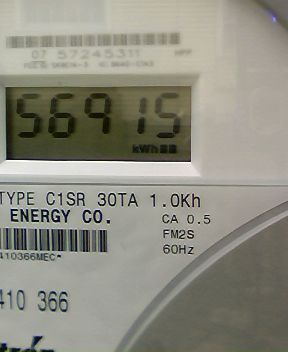 07 57245311
56915
kWh
TYPE C1SR 30TA 1.0Kh
ENERGY CO.
CA 0.5
FM2S
60Hz
410366MEC*
410 366